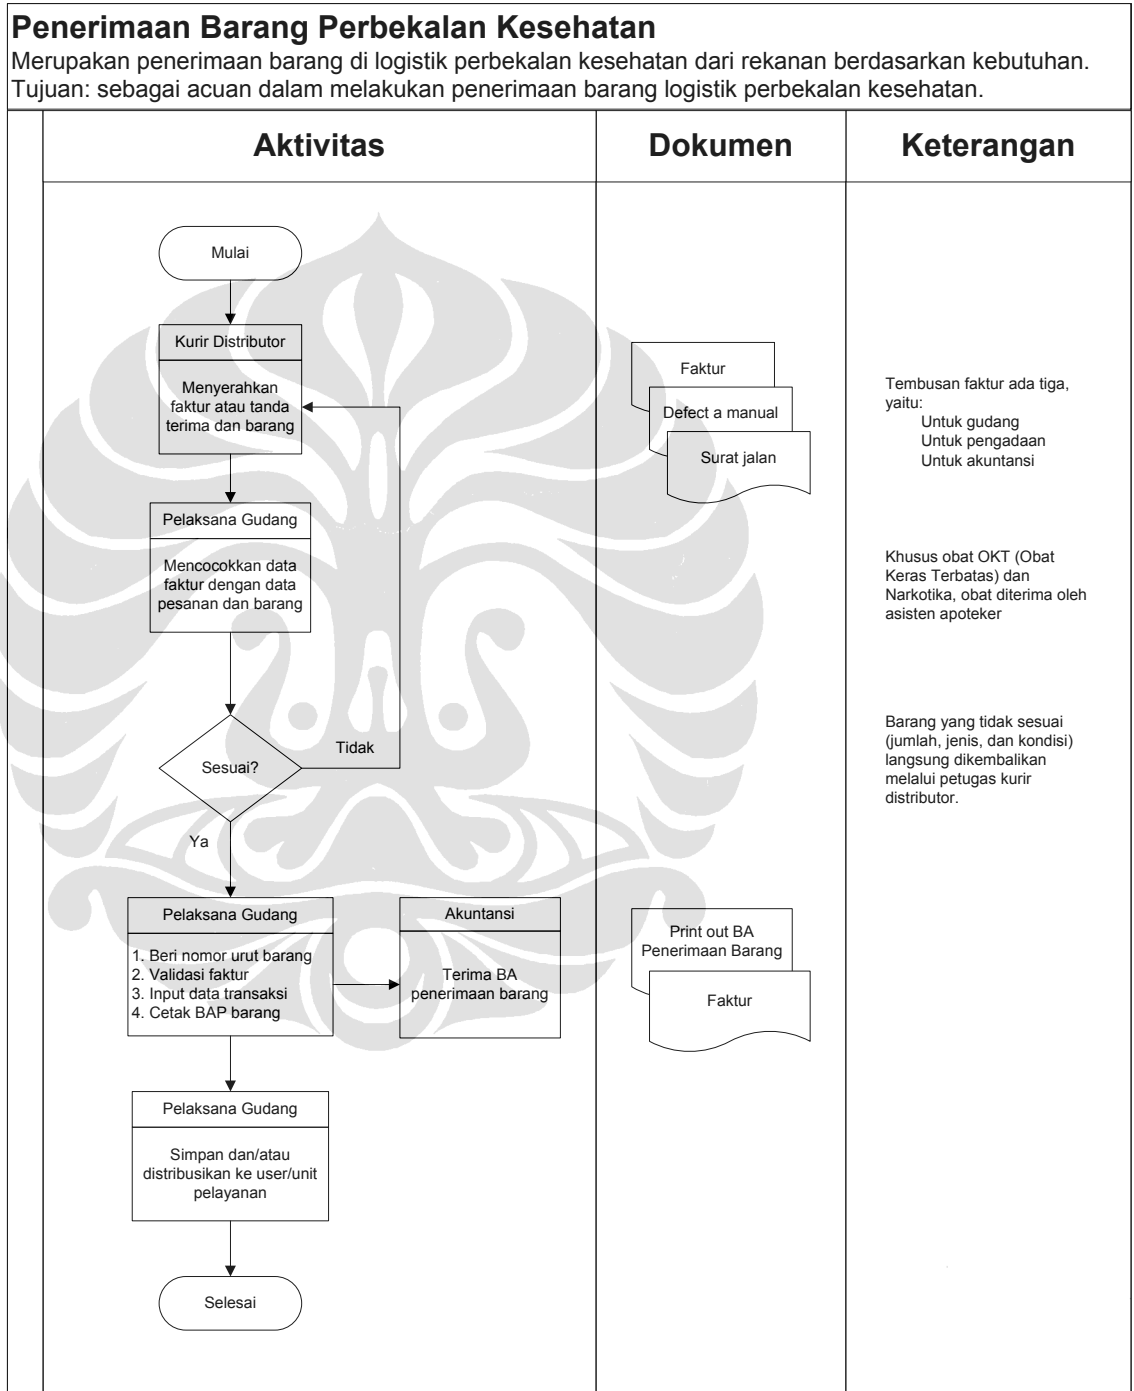 Penerimaan Barang Perbekalan Kesehatan
Merupakan penerimaan barang di logistik perbekalan kesehatan dari rekanan berdasarkan kebutuhan.
Tujuan: sebagai acuan dalam melakukan penerimaan barang logistik perbekalan kesehatan.
Aktivitas
Dokumen
Keterangan
Mulai
Kurir Distributor
Menyerahkan
faktur atau tanda
terima dan barang
Faktur
Defect a manual
Surat jalan
Tembusan faktur ada tiga,
yaitu:
Untuk gudang
Untuk pengadaan
Untuk akuntansi
Pelaksana Gudang
Mencocokkan data
faktur dengan data
pesanan dan barang
Khusus obat OKT (Obat
Keras Terbatas) dan
Narkotika, obat diterima oleh
asisten apoteker
Sesuai?
Tidak
Ya
Barang yang tidak sesuai
(jumlah, jenis, dan kondisi)
langsung dikembalikan
melalui petugas kurir
distributor.
Pelaksana Gudang
1. Beri nomor urut barang
2. Validasi faktur
3. Input data transaksi
4. Cetak BAP barang
Akuntansi
Terima BA
penerimaan barang
Print out BA
Penerimaan Barang
Faktur
Pelaksana Gudang
Simpan dan/atau
distribusikan ke user/unit
pelayanan
Selesai